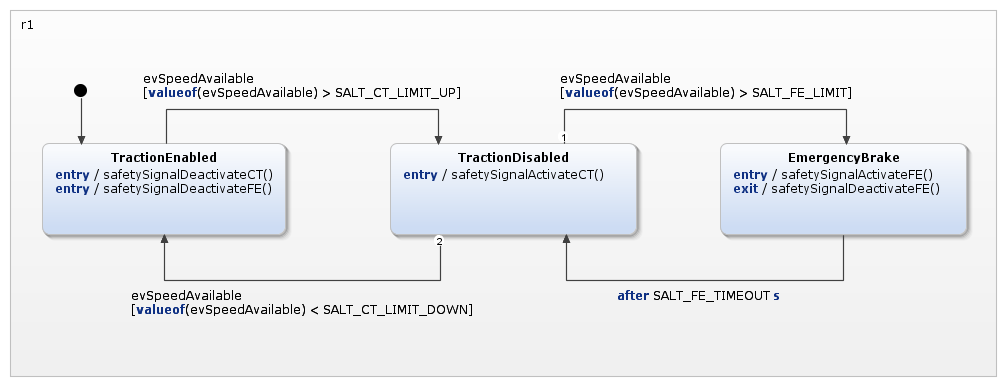 r1
evSpeedAvailable
[valueof(evSpeedAvailable) > SALT_CT_LIMIT_UP]
evSpeedAvailable
[valueof(evSpeedAvailable) > SALT_FE_LIMIT]
1
TractionEnabled
entry / safetySignalDeactivateCT()
entry / safetySignalDeactivateFE()
TractionDisabled
entry / safetySignalActivateCT()
EmergencyBrake
entry / safetySignalActivateFE()
exit / safetySignalDeactivateFE()
2
evSpeedAvailable
[valueof(evSpeedAvailable) < SALT_CT_LIMIT_DOWN]
after SALT_FE_TIMEOUT s